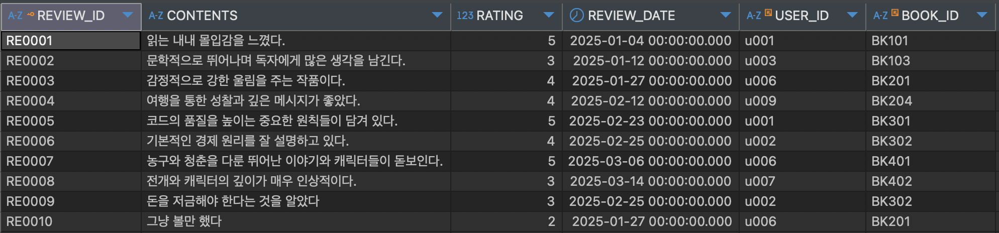 A-Z REVIEW_ID A-Z CONTENTS 123 RATING REVIEW_DATE A-Z USER_ID A-Z BOOK_ID
RE0001 읽는 내내 몰입감을 느꼈다. 5 2025-01-04 00:00:00.000 u001 BK101
RE0002 문학적으로 뛰어나며 독자에게 많은 생각을 남긴다. 3 2025-01-12 00:00:00.000 u003 BK103
RE0003 감정적으로 강한 울림을 주는 작품이다. 4 2025-01-27 00:00:00.000 u006 BK201
RE0004 여행을 통한 성찰과 깊은 메시지가 좋았다. 4 2025-02-12 00:00:00.000 u009 BK204
RE0005 코드의 품질을 높이는 중요한 원칙들이 담겨 있다. 5 2025-02-23 00:00:00.000 u001 BK301
RE0006 기본적인 경제 원리를 잘 설명하고 있다. 4 2025-02-25 00:00:00.000 u002 BK302
RE0007 농구와 청춘을 다룬 뛰어난 이야기와 캐릭터들이 돋보인다. 5 2025-03-06 00:00:00.000 u006 BK401
RE0008 전개와 캐릭터의 깊이가 매우 인상적이다. 3 2025-03-14 00:00:00.000 u007 BK402
RE0009 돈을 저금해야 한다는 것을 알았다 3 2025-02-25 00:00:00.000 u002 BK302
RE0010 그냥 볼만 했다 2 2025-01-27 00:00:00.000 u006 BK201